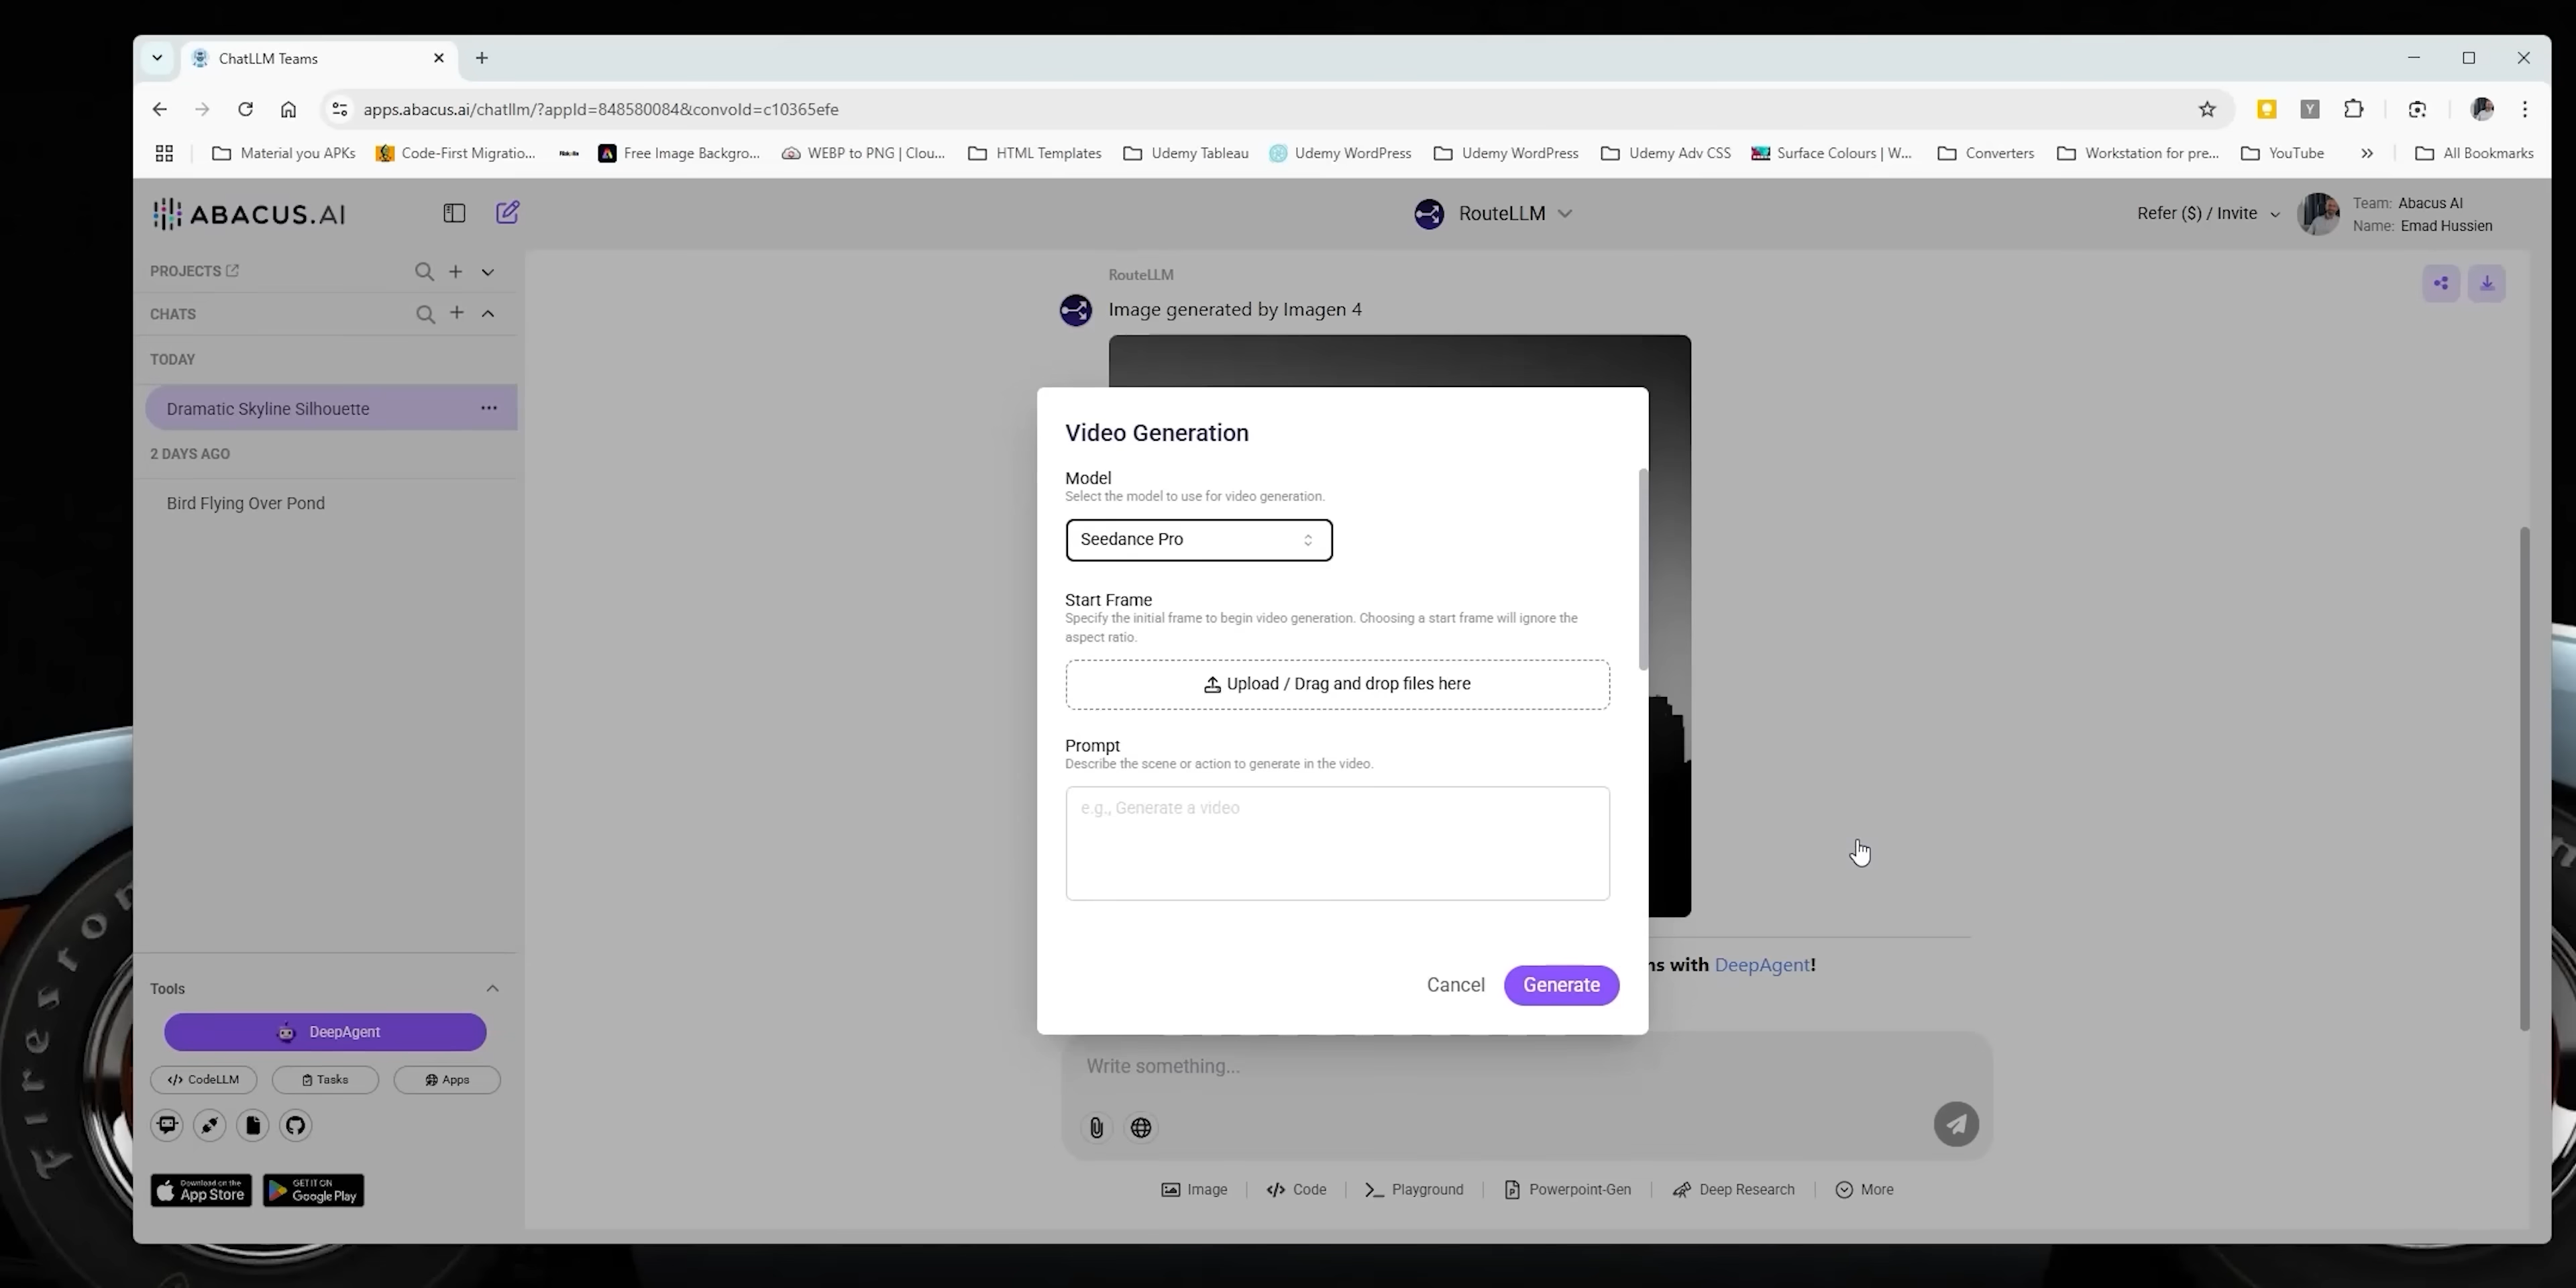 ChatLLM Teams
apps.abacus.ai/chatllm/?appId=848580084&convoId=c10365efe
Material you APKs
Code-First Migratio...
Free Image Backgro...
WEBP to PNG | Clou...
HTML Templates
Udemy Tableau
Udemy WordPress
Udemy WordPress
Udemy Adv CSS
Surface Colours | W...
Converters
Workstation for pre...
YouTube
All Bookmarks
ABACUS.AI
RouteLLM
Refer ($) / Invite
Team: Abacus AI
Name: Emad Hussien
PROJECTS
CHATS
TODAY
Dramatic Skyline Silhouette
2 DAYS AGO
Bird Flying Over Pond
RouteLLM
Image generated by Imagen 4
Video Generation
Model
Select the model to use for video generation.
Seedance Pro
Start Frame
Specify the initial frame to begin video generation. Choosing a start frame will ignore the
aspect ratio.
Upload / Drag and drop files here
Prompt
Describe the scene or action to generate in the video.
e.g., Generate a video
Cancel
Generate
ns with DeepAgent!
Tools
DeepAgent
CodeLLM
Tasks
Apps
Download on the
App Store
GET IT ON
Google Play
Write something...
Image
Code
Playground
Powerpoint-Gen
Deep Research
More
Firestone